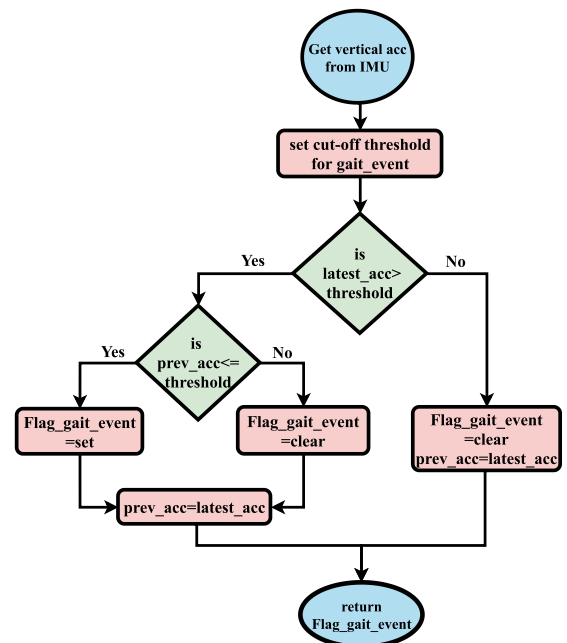 Get vertical acc
from IMU
set cut-off threshold
for gait_event
is
latest_acc>
threshold
Yes
No
is
prev_acc<=
threshold
Yes
No
Flag_gait_event
=set
Flag_gait_event
=clear
Flag_gait_event
=clear
prev_acc=latest_acc
prev_acc=latest_acc
return
Flag_gait_event